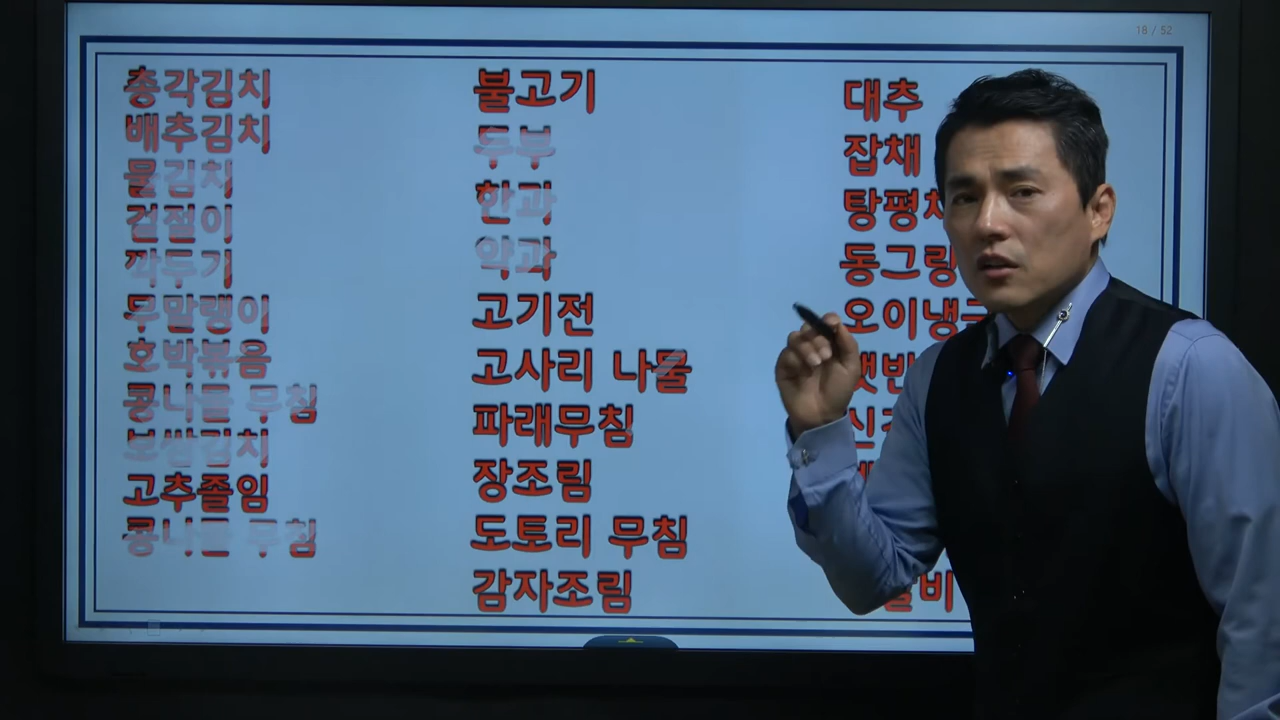 18 / 52
총각김치
배추김치
물김치
겉절이
깍두기
무말랭이
호박볶음
콩나물 무침
보쌈김치
고추졸임
콩나물 무침
불고기
두부
한과
약과
고기전
고사리 나물
파래무침
장조림
도토리 무침
감자조림
대추
잡채
탕평채
동그랑
오이냉국